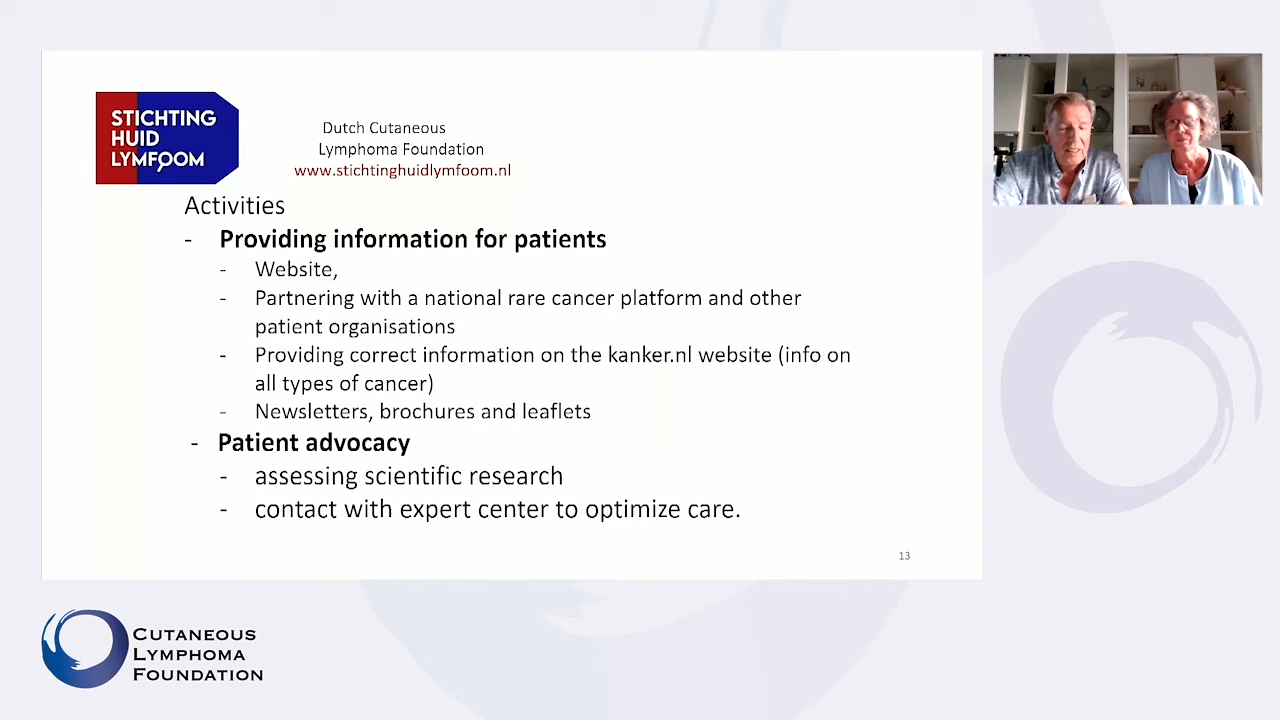 STICHTING
HUID
LYMFOOM
Dutch Cutaneous
Lymphoma Foundation
www.stichtinghuidlymfoom.nl
Activities
- Providing information for patients
- Website,
- Partnering with a national rare cancer platform and other
patient organisations
- Providing correct information on the kanker.nl website (info on
all types of cancer)
- Newsletters, brochures and leaflets
- Patient advocacy
- assessing scientific research
- contact with expert center to optimize care.
13
CUTANEOUS
LYMPHOMA
FOUNDATION